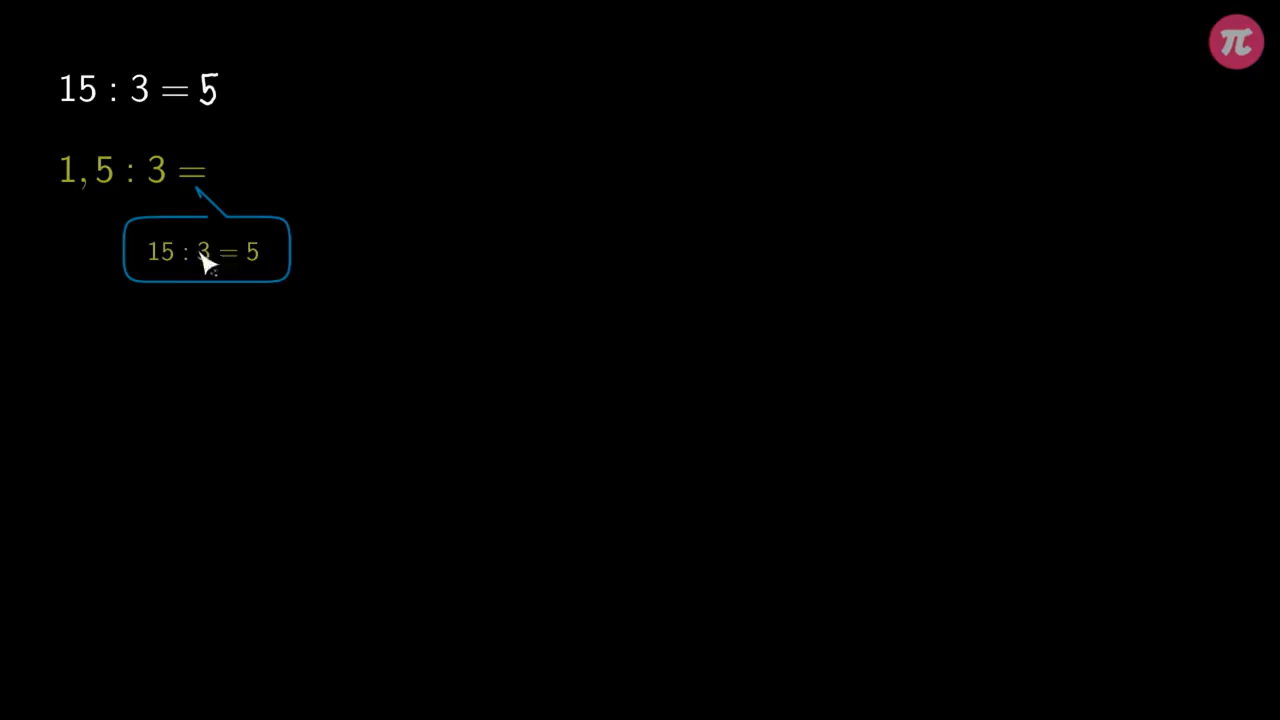 15 : 3 = 5
1,5 : 3 =
15 : 3 = 5
π